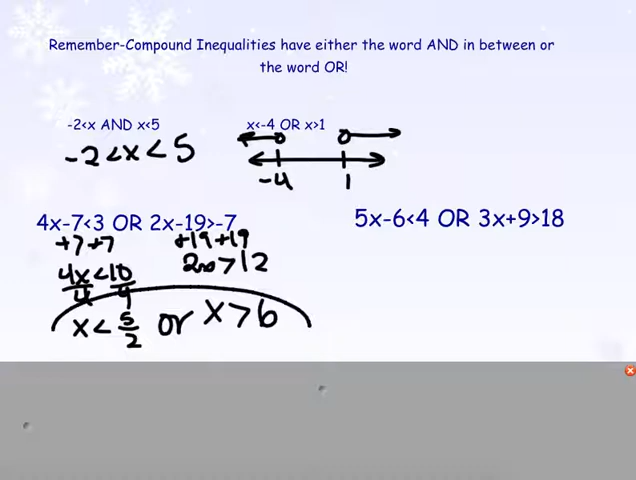 Remember-Compound Inequalities have either the word AND in between or
the word OR!
-2<x AND x<5
x<-4 OR x>1
-2<x<5
-4 1
4x-7<3 OR 2x-19>-7
5x-6<4 OR 3x+9>18
+7 +7
+19 +19
4x<10
2x>12
4 4
x< 5/2 or x>6